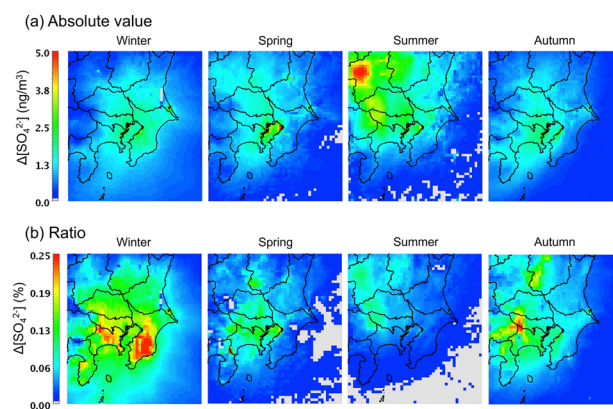 (a) Absolute value
Winter Spring Summer Autumn
5.0
3.8
2.5
1.3
0.0
Δ[SO₄²⁻] (ng/m³)
(b) Ratio
Winter Spring Summer Autumn
0.25
0.19
0.13
0.06
0.00
Δ[SO₄²⁻] (%)